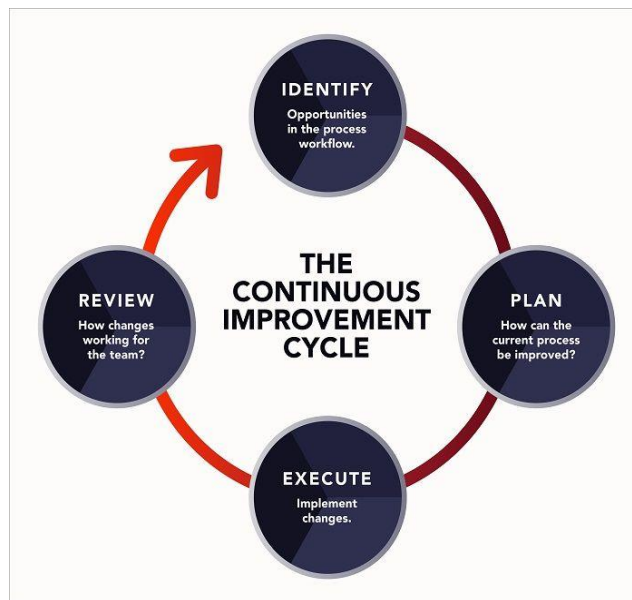 IDENTIFY
Opportunities
in the process
workflow.
THE
CONTINUOUS
IMPROVEMENT
CYCLE
PLAN
How can the
current process
be improved?
EXECUTE
Implement
changes.
REVIEW
How changes
working for
the team?